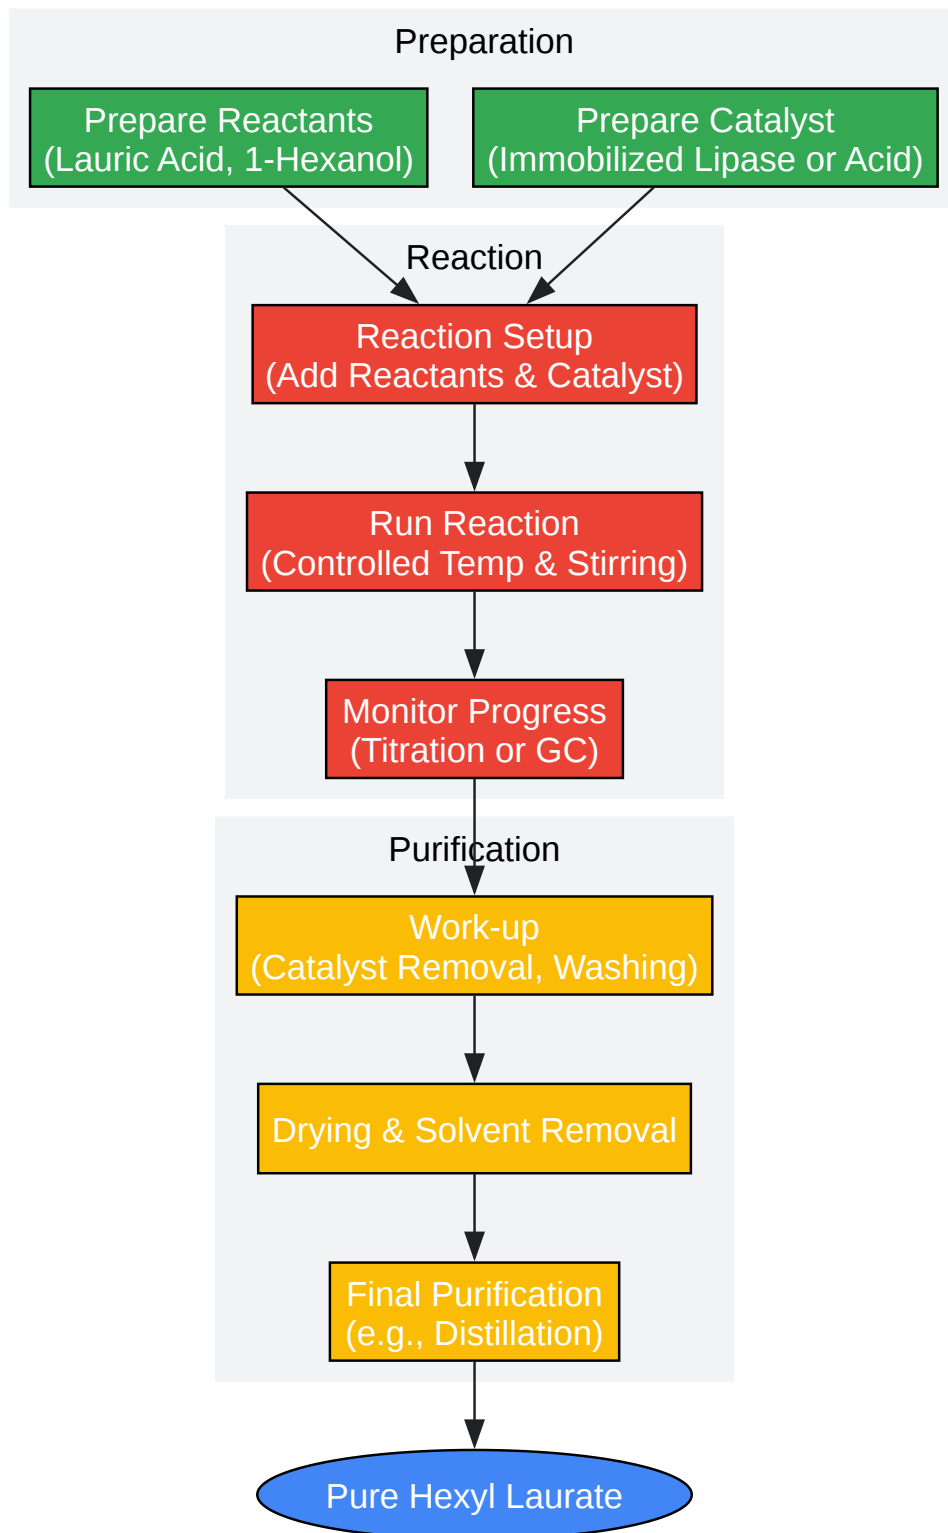 Preparation
Prepare Reactants
(Lauric Acid, 1-Hexanol)
Prepare Catalyst
(Immobilized Lipase or Acid)
Reaction
Reaction Setup
(Add Reactants & Catalyst)
Run Reaction
(Controlled Temp & Stirring)
Monitor Progress
(Titration or GC)
Purification
Work-up
(Catalyst Removal, Washing)
Drying & Solvent Removal
Final Purification
(e.g., Distillation)
Pure Hexyl Laurate